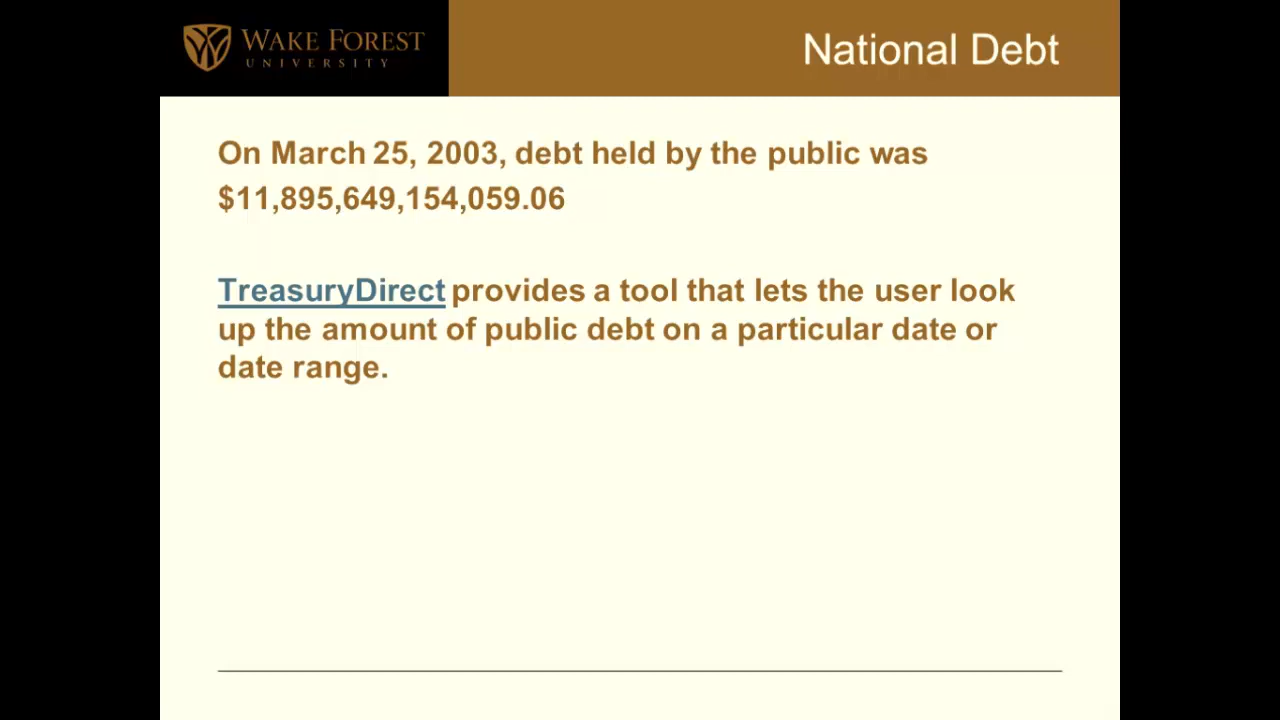 WAKE FOREST
UNIVERSITY
National Debt
On March 25, 2003, debt held by the public was
$11,895,649,154,059.06
TreasuryDirect provides a tool that lets the user look
up the amount of public debt on a particular date or
date range.